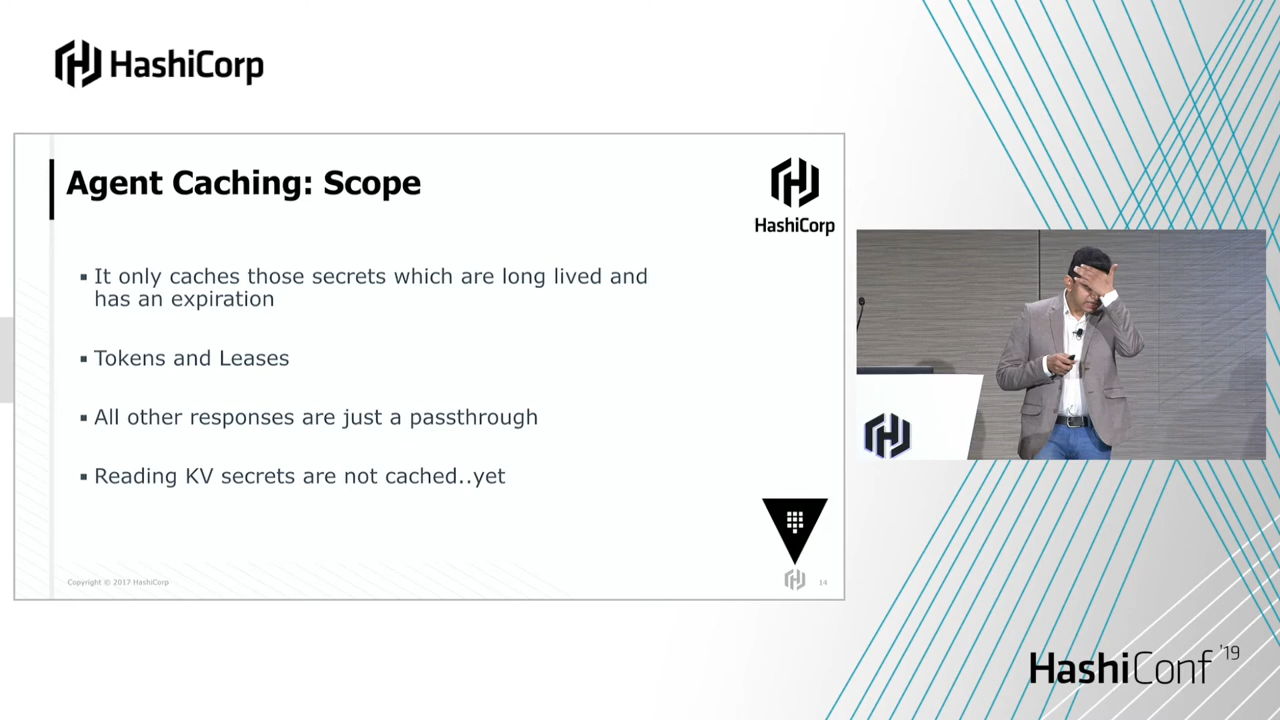 HashiCorp
Agent Caching: Scope
HashiCorp
▪ It only caches those secrets which are long lived and
has an expiration
▪ Tokens and Leases
▪ All other responses are just a passthrough
▪ Reading KV secrets are not cached..yet
Copyright © 2017 HashiCorp
14
HashiConf '19